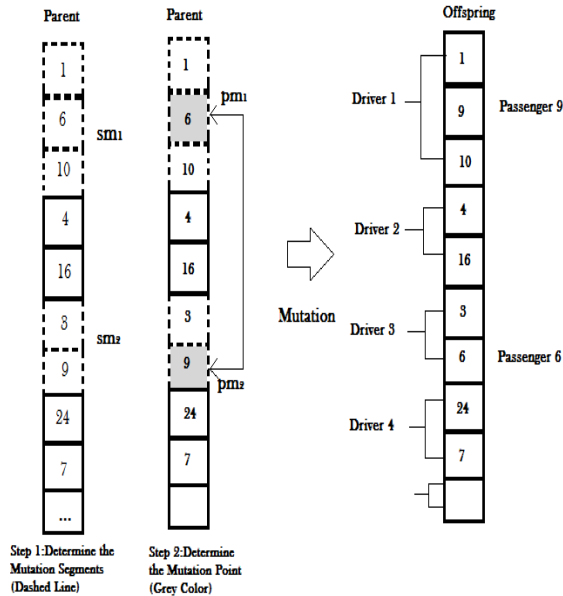 Parent
1
6
sm1
10
4
16
3
sm2
9
24
7
...
Step 1:Determine the
Mutation Segments
(Dashed Line)
Parent
1
pm1
6
10
4
16
3
9
pm2
24
7
Step 2:Determine
the Mutation Point
(Grey Color)
Mutation
Offspring
Driver 1
1
9
Passenger 9
10
Driver 2
4
16
Driver 3
3
6
Passenger 6
Driver 4
24
7